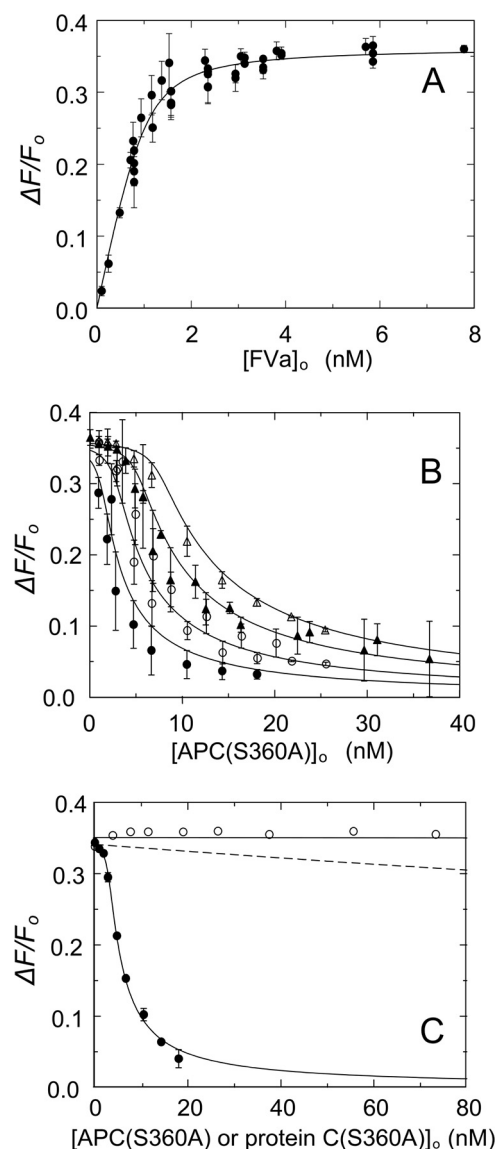 0.4
0.3
0.2
0.1
0.0
ΔF/Fo
A
0 2 4 6 8
[FVa]o (nM)
0.4
0.3
0.2
0.1
0.0
ΔF/Fo
B
0 10 20 30 40
[APC(S360A)]o (nM)
0.4
0.3
0.2
0.1
0.0
ΔF/Fo
C
0 20 40 60 80
[APC(S360A) or protein C(S360A)]o (nM)